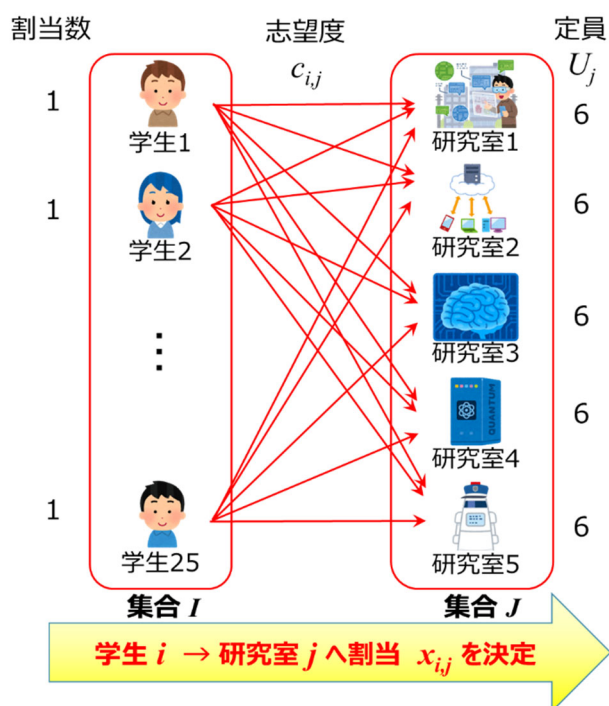 割当数
志望度
定員
c_{i,j}
U_j
1
学生1
研究室1
6
1
学生2
研究室2
6
⋮
研究室3
6
QUANTUM
研究室4
6
1
学生25
研究室5
6
集合 I
集合 J
学生 i → 研究室 j へ割当 x_{i,j} を決定